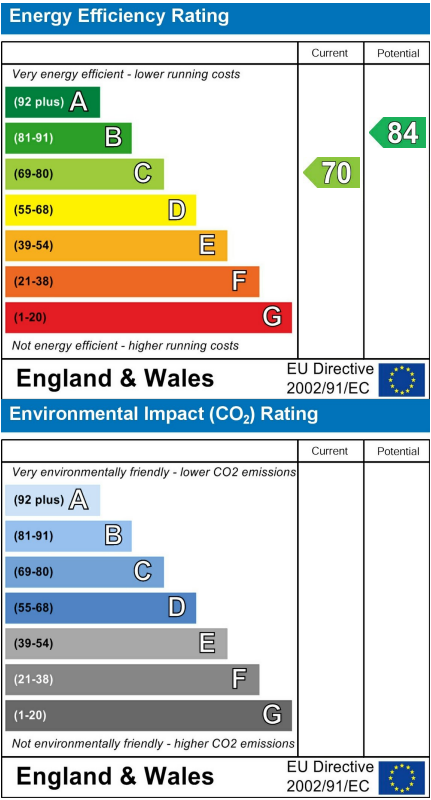 Energy Efficiency Rating
Current Potential
Very energy efficient - lower running costs
(92 plus) A
(81-91) B
84
(69-80) C
70
(55-68) D
(39-54) E
(21-38) F
(1-20) G
Not energy efficient - higher running costs
England & Wales
EU Directive
2002/91/EC
Environmental Impact (CO₂) Rating
Current Potential
Very environmentally friendly - lower CO2 emissions
(92 plus) A
(81-91) B
(69-80) C
(55-68) D
(39-54) E
(21-38) F
(1-20) G
Not environmentally friendly - higher CO2 emissions
England & Wales
EU Directive
2002/91/EC